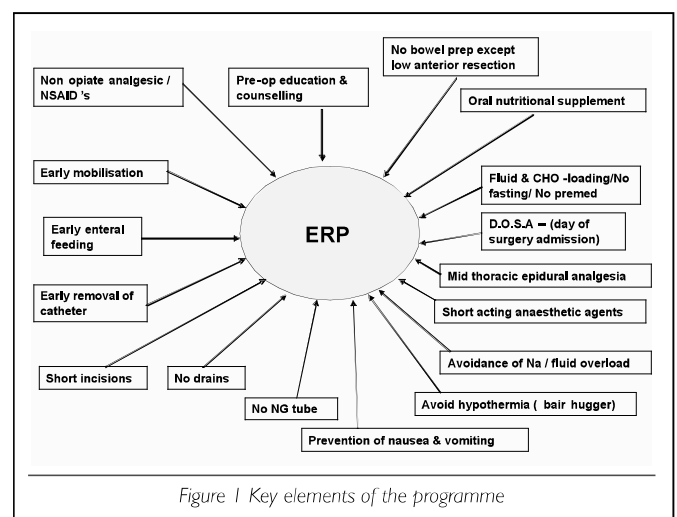 No bowel prep except
low anterior resection
Non opiate analgesic /
NSAID 's
Pre-op education &
counselling
Oral nutritional supplement
Early mobilisation
Fluid & CHO -loading/No
fasting/ No premed
ERP
D.O.S.A – (day of
surgery admission)
Early enteral
feeding
Mid thoracic epidural analgesia
Early removal of
catheter
Short acting anaesthetic agents
Avoidance of Na / fluid overload
Short incisions
No drains
No NG tube
Avoid hypothermia ( bair hugger)
Prevention of nausea & vomiting
Figure 1 Key elements of the programme